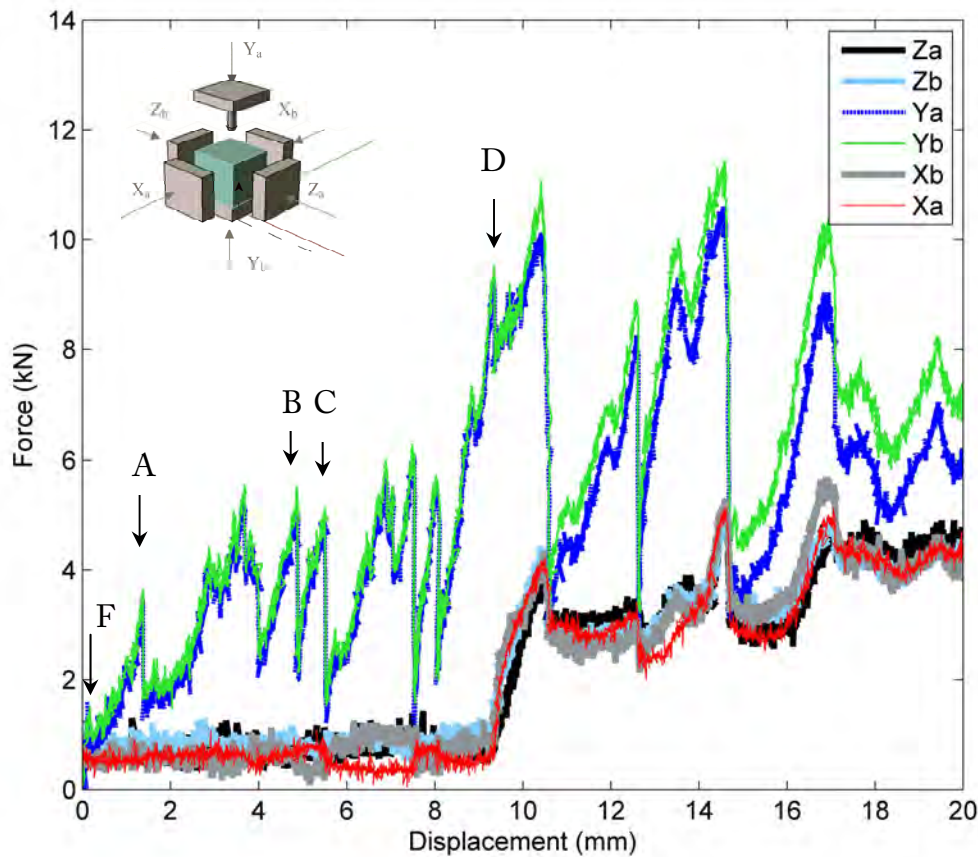 14
12
10
8
6
4
2
0
Force (kN)
0
2
4
6
8
10
12
14
16
18
20
Displacement (mm)
Za
Zb
Ya
Yb
Xb
Xa
Ya
Zb
Xb
Xa
Za
Yb
F
A
B
C
D